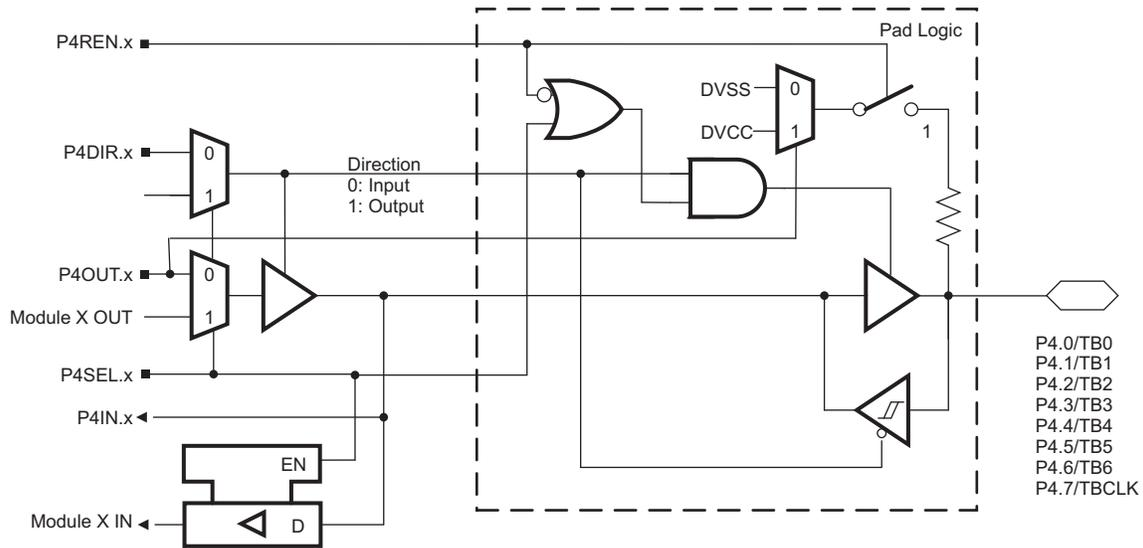 P4REN.x
Pad Logic
DVSS
0
DVCC
1
1
P4DIR.x
0
1
Direction
0: Input
1: Output
P4OUT.x
0
Module X OUT
1
P4SEL.x
P4IN.x
EN
Module X IN
D
P4.0/TB0
P4.1/TB1
P4.2/TB2
P4.3/TB3
P4.4/TB4
P4.5/TB5
P4.6/TB6
P4.7/TBCLK